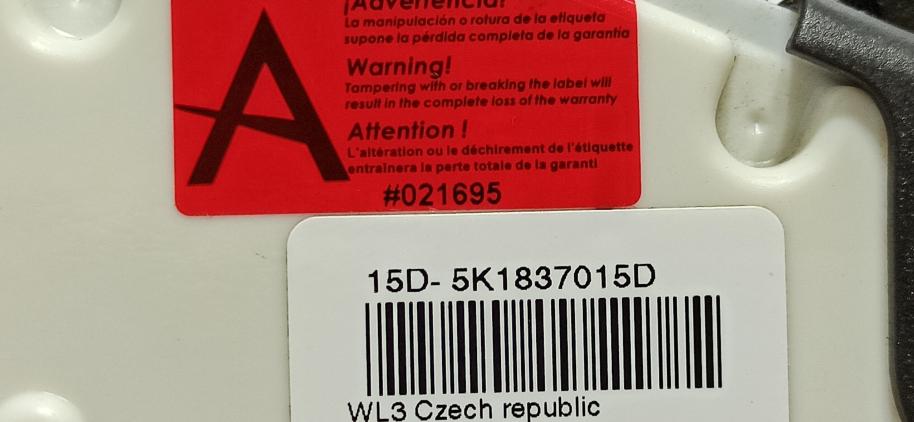 ¡Advertencia!
La manipulación o rotura de la etiqueta
supone la pérdida completa de la garantía
Warning!
Tampering with or breaking the label will
result in the complete loss of the warranty
Attention !
L'altération ou le déchirement de l'étiquette
entraînera la perte totale de la garanti
#021695
15D- 5K1837015D
WL3 Czech republic